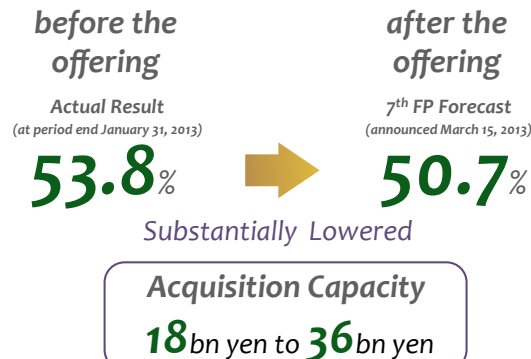 before the
offering
Actual Result
(at period end January 31, 2013)
53.8%
after the
offering
7th FP Forecast
(announced March 15, 2013)
50.7%
Substantially Lowered
Acquisition Capacity
18bn yen to 36bn yen